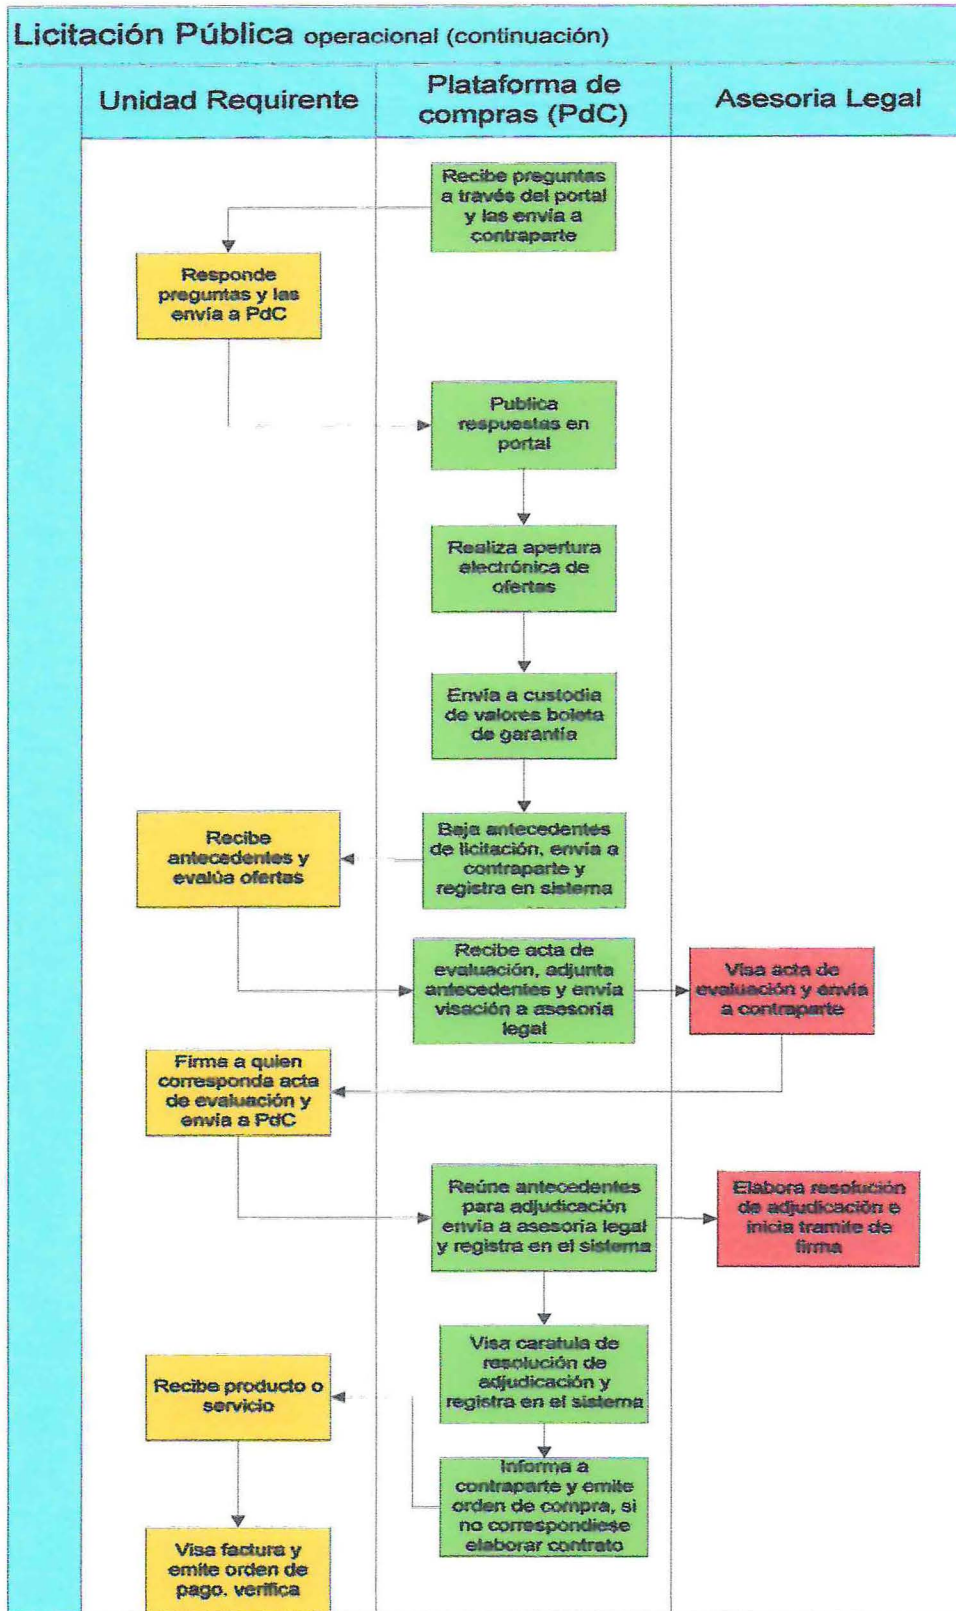 Licitación Pública operacional (continuación)
Unidad Requirente
Plataforma de
compras (PdC)
Asesoria Legal
Recibe preguntas
a través del portal
y las envía a
contraparte
Responde
preguntas y las
envía a PdC
Publica
respuestas en
portal
Realiza apertura
electrónica de
ofertas
Envía a custodia
de valores boleta
de garantía
Baja antecedentes
de licitación, envía a
contraparte y
registra en sistema
Recibe
antecedentes y
evalúa ofertas
Recibe acta de
evaluación, adjunta
antecedentes y envía
visación a asesoría
legal
Visa acta de
evaluación y envía
a contraparte
Firma a quien
corresponda acta
de evaluación y
envía a PdC
Reúne antecedentes
para adjudicación
envía a asesoría legal
y registra en el sistema
Elabora resolución
de adjudicación e
inicia tramite de
firma
Visa caratula de
resolución de
adjudicación y
registra en el sistema
Recibe producto o
servicio
Informa a
contraparte y emite
orden de compra, si
no correspondiese
elaborar contrato
Visa factura y
emite orden de
pago. verifica